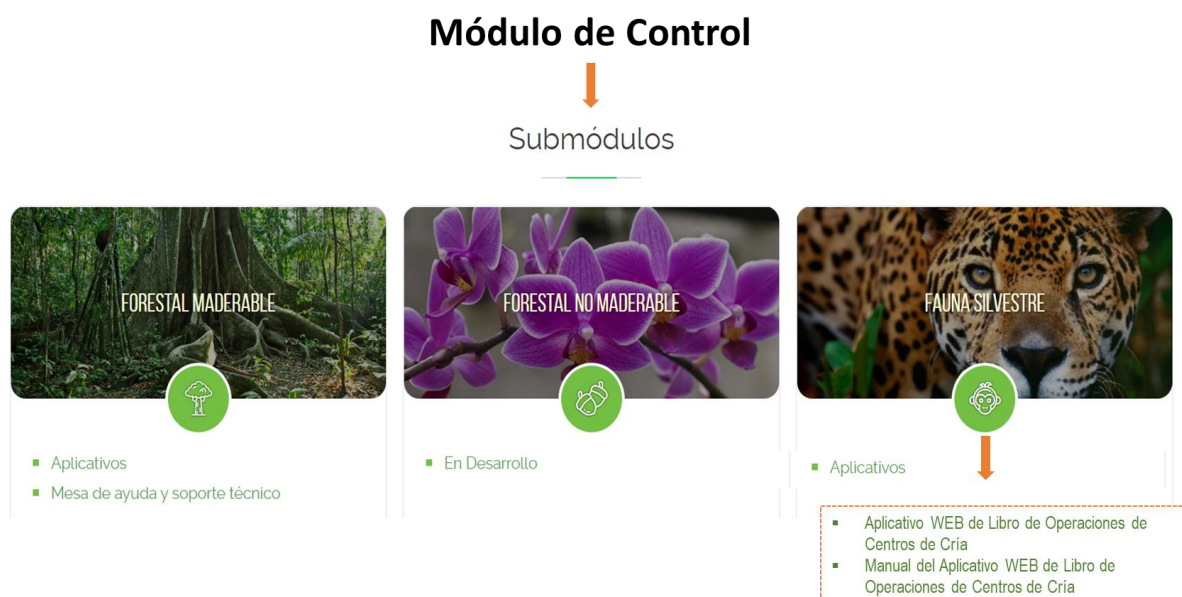 Módulo de Control
Submódulos
FORESTAL MADERABLE
FORESTAL NO MADERABLE
FAUNA SILVESTRE
Aplicativos
Mesa de ayuda y soporte técnico
En Desarrollo
Aplicativos
Aplicativo WEB de Libro de Operaciones de
Centros de Cría
Manual del Aplicativo WEB de Libro de
Operaciones de Centros de Cría